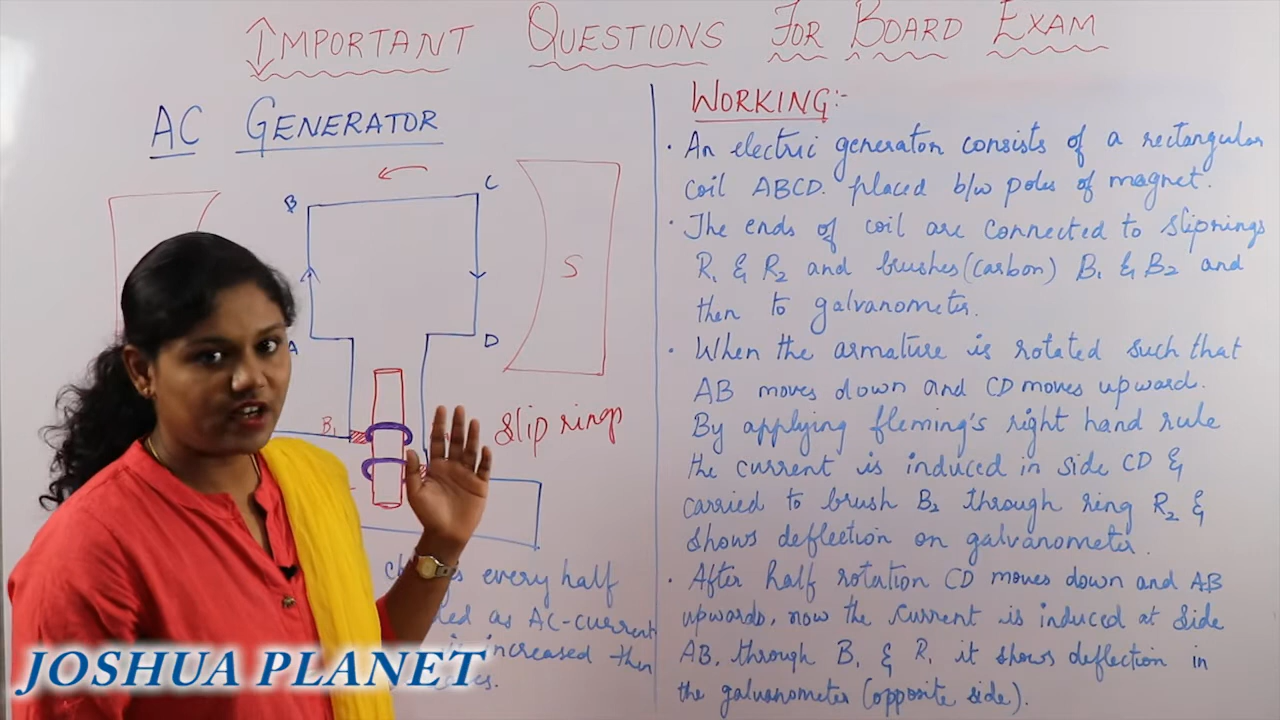 IMPORTANT QUESTIONS FOR BOARD EXAM
AC GENERATOR
B
C
S
A
D
B1
Slip rings
every half
as AC-current
increased then
JOSHUA PLANET
WORKING:-
• An electric generator consists of a rectangular
coil ABCD. placed b/w poles of magnet.
• The ends of coil are connected to sliprings
R1 & R2 and brushes (carbon) B1 & B2 and
then to galvanometer.
• When the armature is rotated such that
AB moves down and CD moves upward.
By applying fleming's right hand rule
the current is induced in side CD &
carried to brush B2 through ring R2 &
shows deflection on galvanometer.
• After half rotation CD moves down and AB
upwards, now the current is induced at side
AB, through B1 & R1 it shows deflection in
the galvanometer (opposite side).